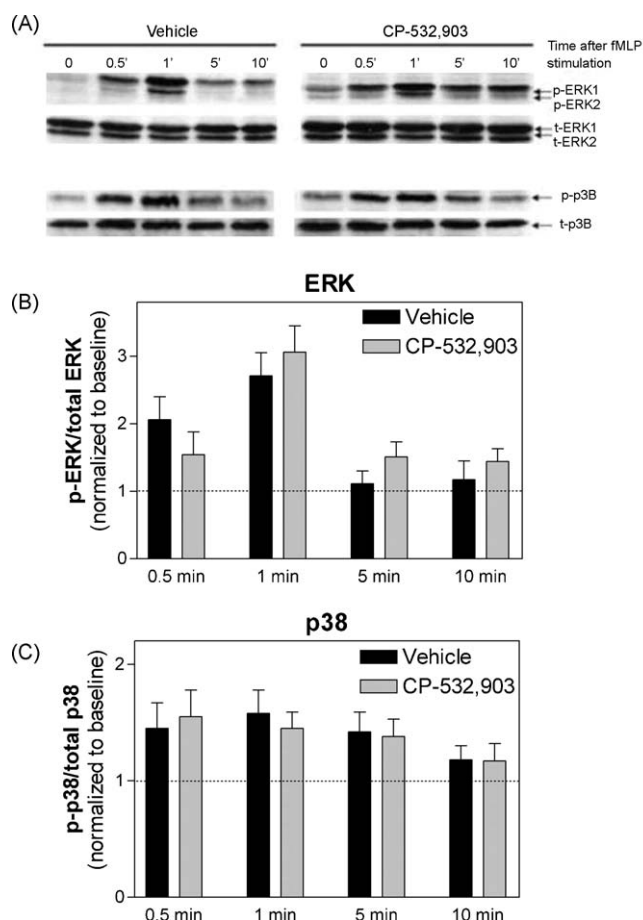 (A)
Vehicle CP-532,903
Time after fMLP
stimulation
0 0.5' 1' 5' 10' 0 0.5' 1' 5' 10'
p-ERK1
p-ERK2
t-ERK1
t-ERK2
p-p3B
t-p3B
(B)
ERK
p-ERK/total ERK
(normalized to baseline)
3
2
1
0
Vehicle
CP-532,903
0.5 min 1 min 5 min 10 min
(C)
p38
p-p38/total p38
(normalized to baseline)
2
1
0
Vehicle
CP-532,903
0.5 min 1 min 5 min 10 min